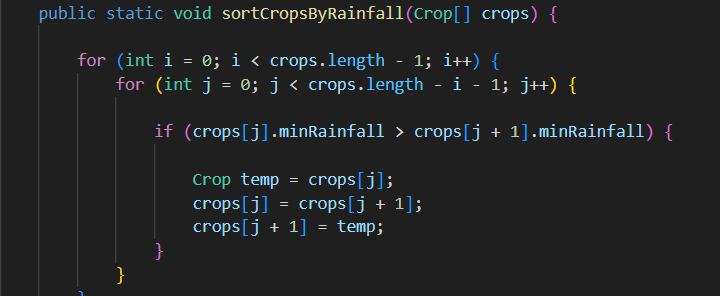 public static void sortCropsByRainfall(Crop[] crops) {
for (int i = 0; i < crops.length - 1; i++) {
for (int j = 0; j < crops.length - i - 1; j++) {
if (crops[j].minRainfall > crops[j + 1].minRainfall) {
Crop temp = crops[j];
crops[j] = crops[j + 1];
crops[j + 1] = temp;
}
}
}